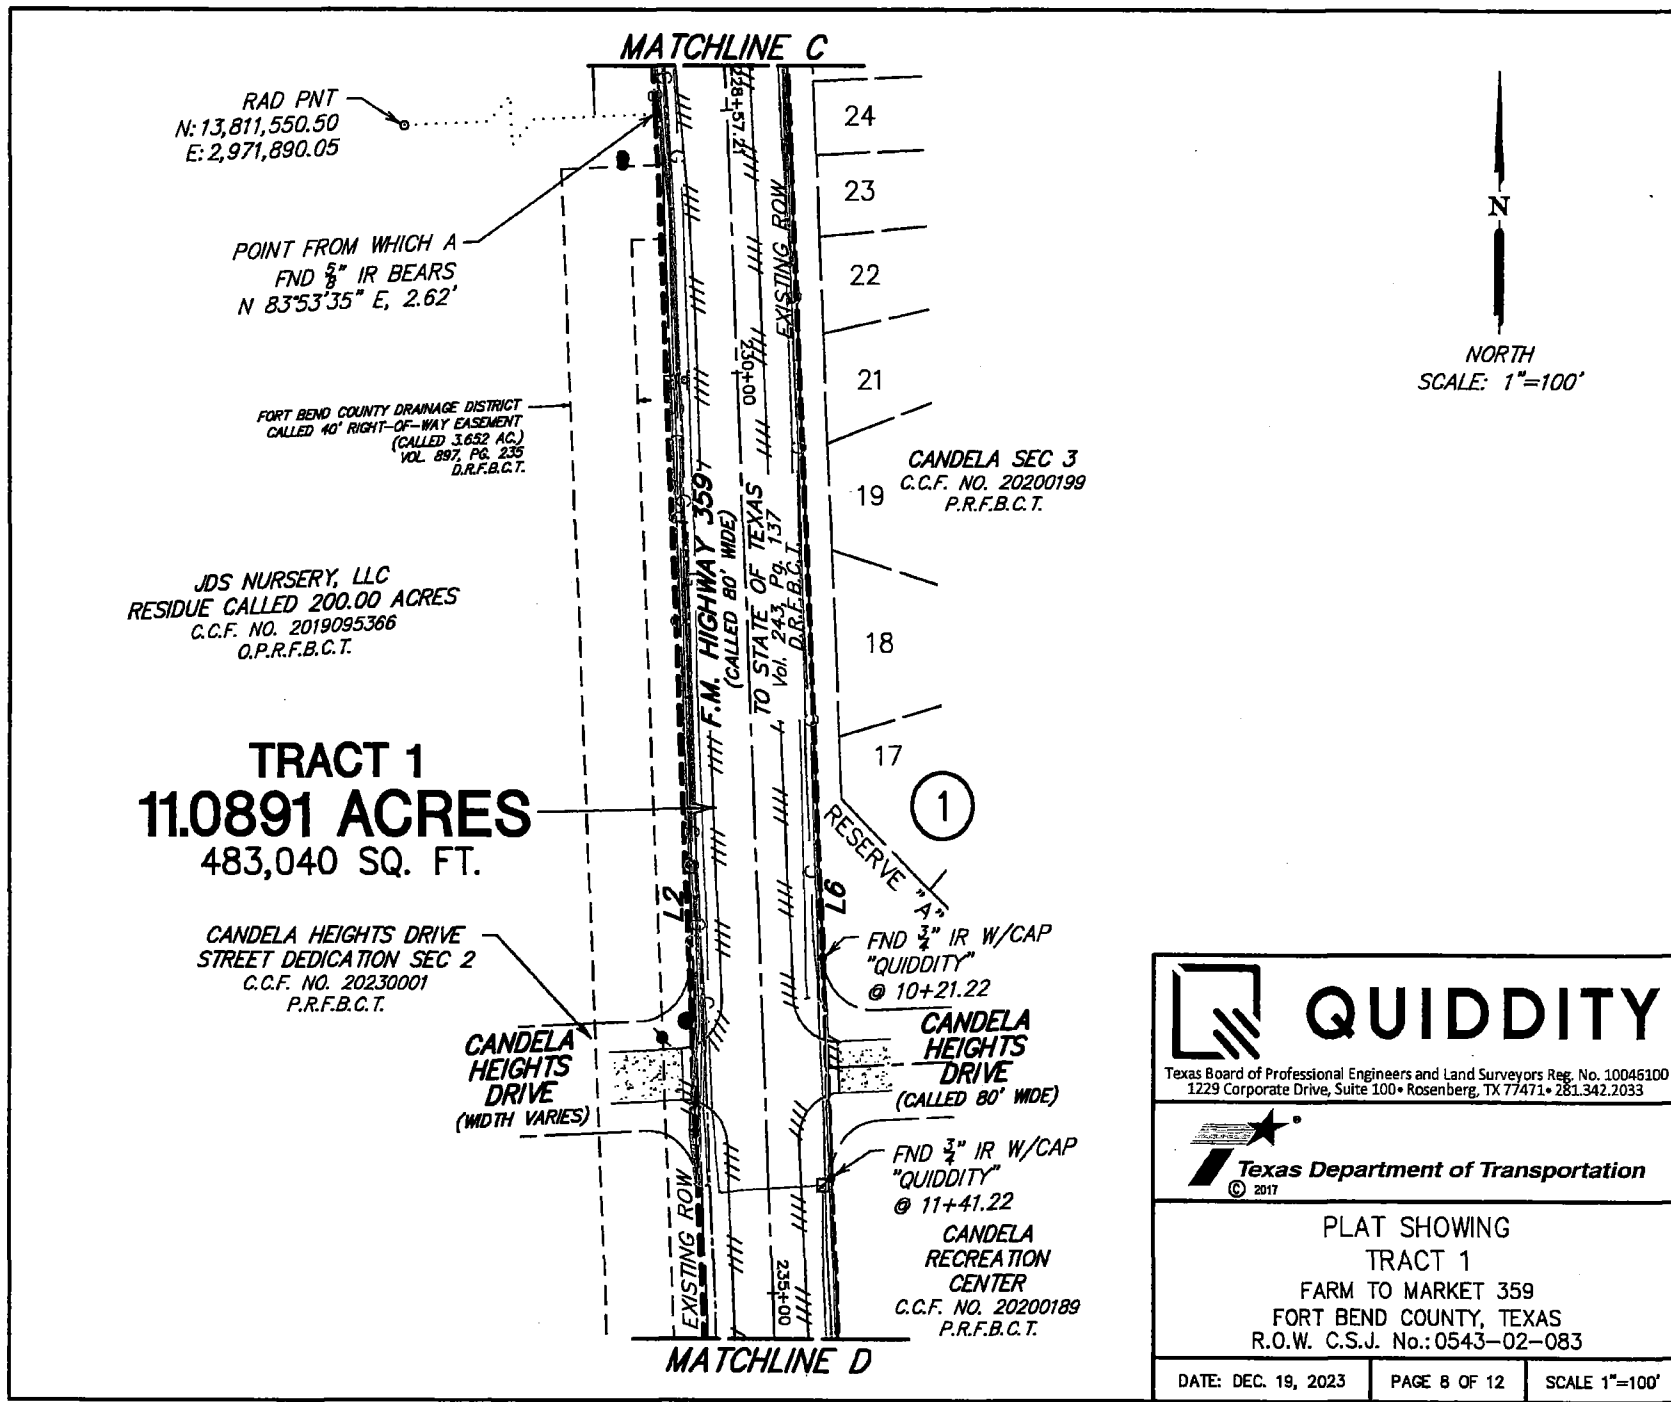 MATCHLINE C
RAD PNT
N: 13,811,550.50
E: 2,971,890.05
POINT FROM WHICH A
FND 5/8" IR BEARS
N 83°53'35" E, 2.62'
FORT BEND COUNTY DRAINAGE DISTRICT
CALLED 40' RIGHT-OF-WAY EASEMENT
(CALLED 3.652 AC.)
VOL. 897, PG. 235
D.R.F.B.C.T.
JDS NURSERY, LLC
RESIDUE CALLED 200.00 ACRES
C.C.F. NO. 2019095366
O.P.R.F.B.C.T.
TRACT 1
11.0891 ACRES
483,040 SQ. FT.
CANDELA HEIGHTS DRIVE
STREET DEDICATION SEC 2
C.C.F. NO. 20230001
P.R.F.B.C.T.
CANDELA
HEIGHTS
DRIVE
(WIDTH VARIES)
228+57.21
230+00
235+00
EXISTING ROW
EXISTING ROW
F.M. HIGHWAY 359
(CALLED 80' WIDE)
TO STATE OF TEXAS
Vol. 243, Pg. 137
D.R.F.B.C.T.
L2
L6
24
23
22
21
19
18
17
CANDELA SEC 3
C.C.F. NO. 20200199
P.R.F.B.C.T.
1
RESERVE "A"
FND 3/4" IR W/CAP
"QUIDDITY"
@ 10+21.22
CANDELA
HEIGHTS
DRIVE
(CALLED 80' WIDE)
FND 3/4" IR W/CAP
"QUIDDITY"
@ 11+41.22
CANDELA
RECREATION
CENTER
C.C.F. NO. 20200189
P.R.F.B.C.T.
MATCHLINE D
N
NORTH
SCALE: 1"=100'
QUIDDITY
Texas Board of Professional Engineers and Land Surveyors Reg. No. 10046100
1229 Corporate Drive, Suite 100• Rosenberg, TX 77471• 281.342.2033
®
Texas Department of Transportation
© 2017
PLAT SHOWING
TRACT 1
FARM TO MARKET 359
FORT BEND COUNTY, TEXAS
R.O.W. C.S.J. No.: 0543-02-083
DATE: DEC. 19, 2023
PAGE 8 OF 12
SCALE 1"=100'